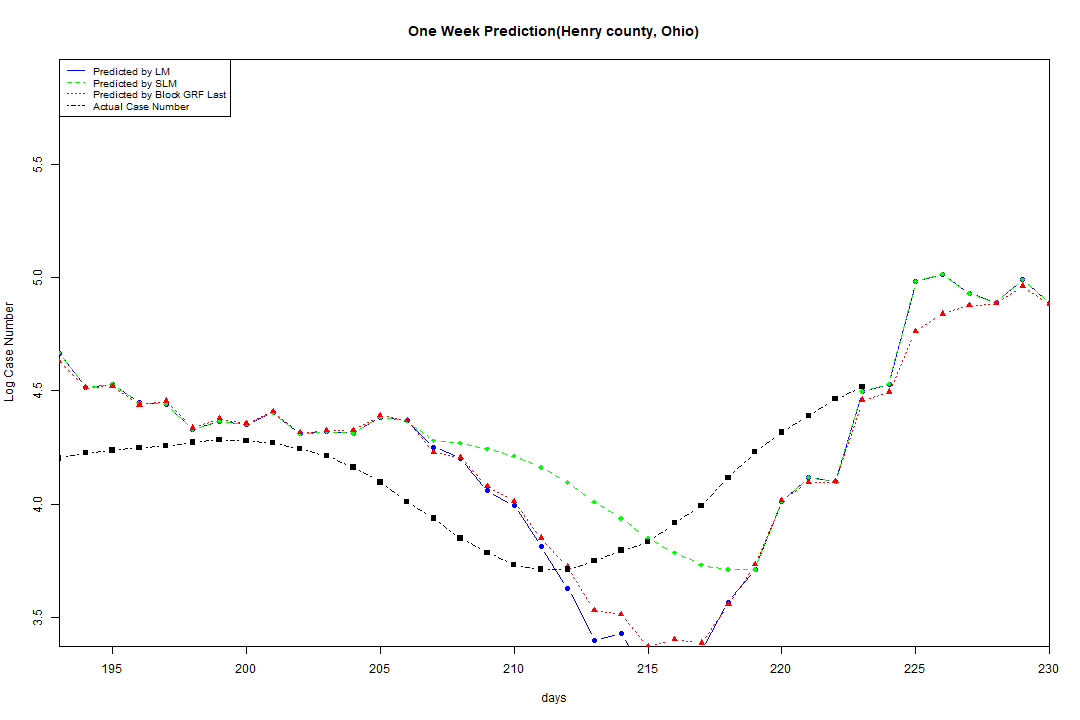 One Week Prediction(Henry county, Ohio)
Predicted by LM
Predicted by SLM
Predicted by Block GRF Last
Actual Case Number
5.5
5.0
4.5
4.0
3.5
Log Case Number
195 200 205 210 215 220 225 230
days